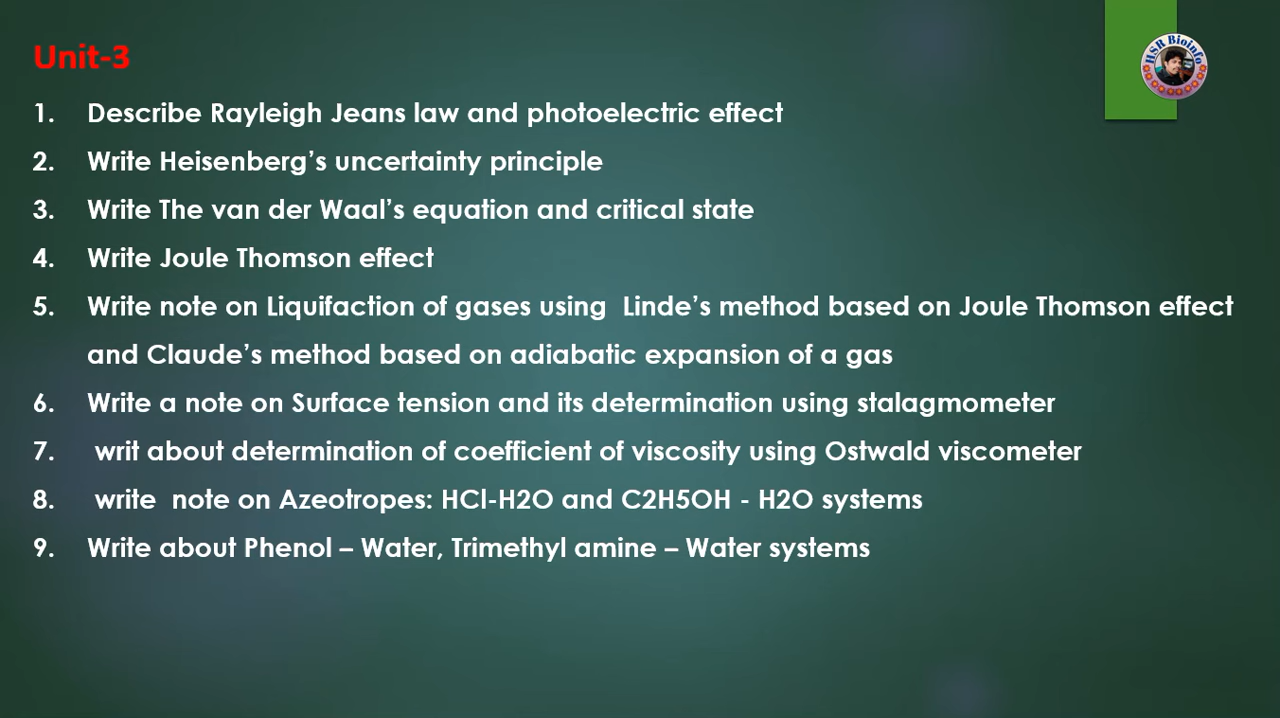 Unit-3
HSR BioInfo
1. Describe Rayleigh Jeans law and photoelectric effect
2. Write Heisenberg’s uncertainty principle
3. Write The van der Waal’s equation and critical state
4. Write Joule Thomson effect
5. Write note on Liquifaction of gases using  Linde’s method based on Joule Thomson effect
and Claude’s method based on adiabatic expansion of a gas
6. Write a note on Surface tension and its determination using stalagmometer
7. writ about determination of coefficient of viscosity using Ostwald viscometer
8. write  note on Azeotropes: HCl-H2O and C2H5OH - H2O systems
9. Write about Phenol – Water, Trimethyl amine – Water systems